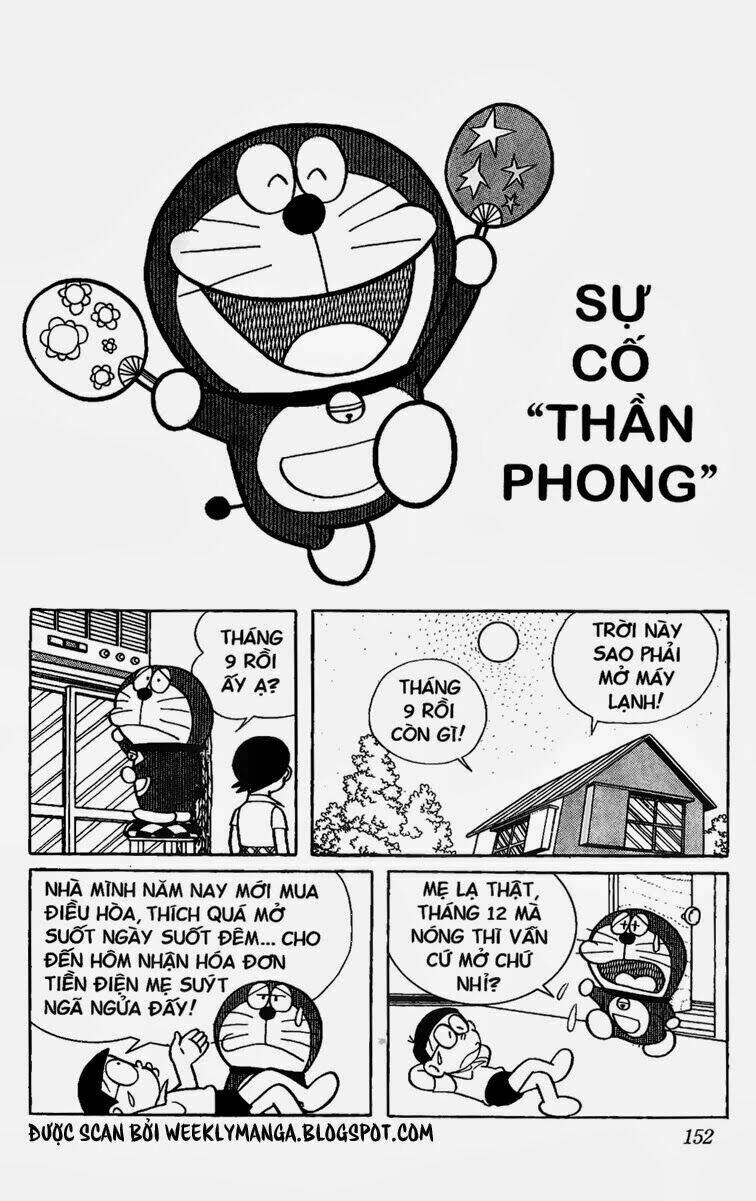 SỰ
CỐ
“THẦN
PHONG”
TRỜI NÀY
SAO PHẢI
MỞ MÁY
LẠNH!
THÁNG
9 RỒI
CÒN GÌ!
THÁNG
9 RỒI
ẤY Ạ?
MẸ LẠ THẬT,
THÁNG 12 MÀ
NÓNG THÌ VẪN
CỨ MỞ CHỨ
NHỈ?
NHÀ MÌNH NĂM NAY MỚI MUA
ĐIỀU HÒA, THÍCH QUÁ MỞ
SUỐT NGÀY SUỐT ĐÊM... CHO
ĐẾN HÔM NHẬN HÓA ĐƠN
TIỀN ĐIỆN MẸ SUÝT
NGÃ NGỬA ĐẤY!
ĐƯỢC SCAN BỞI WEEKLYMANGA.BLOGSPOT.COM
152